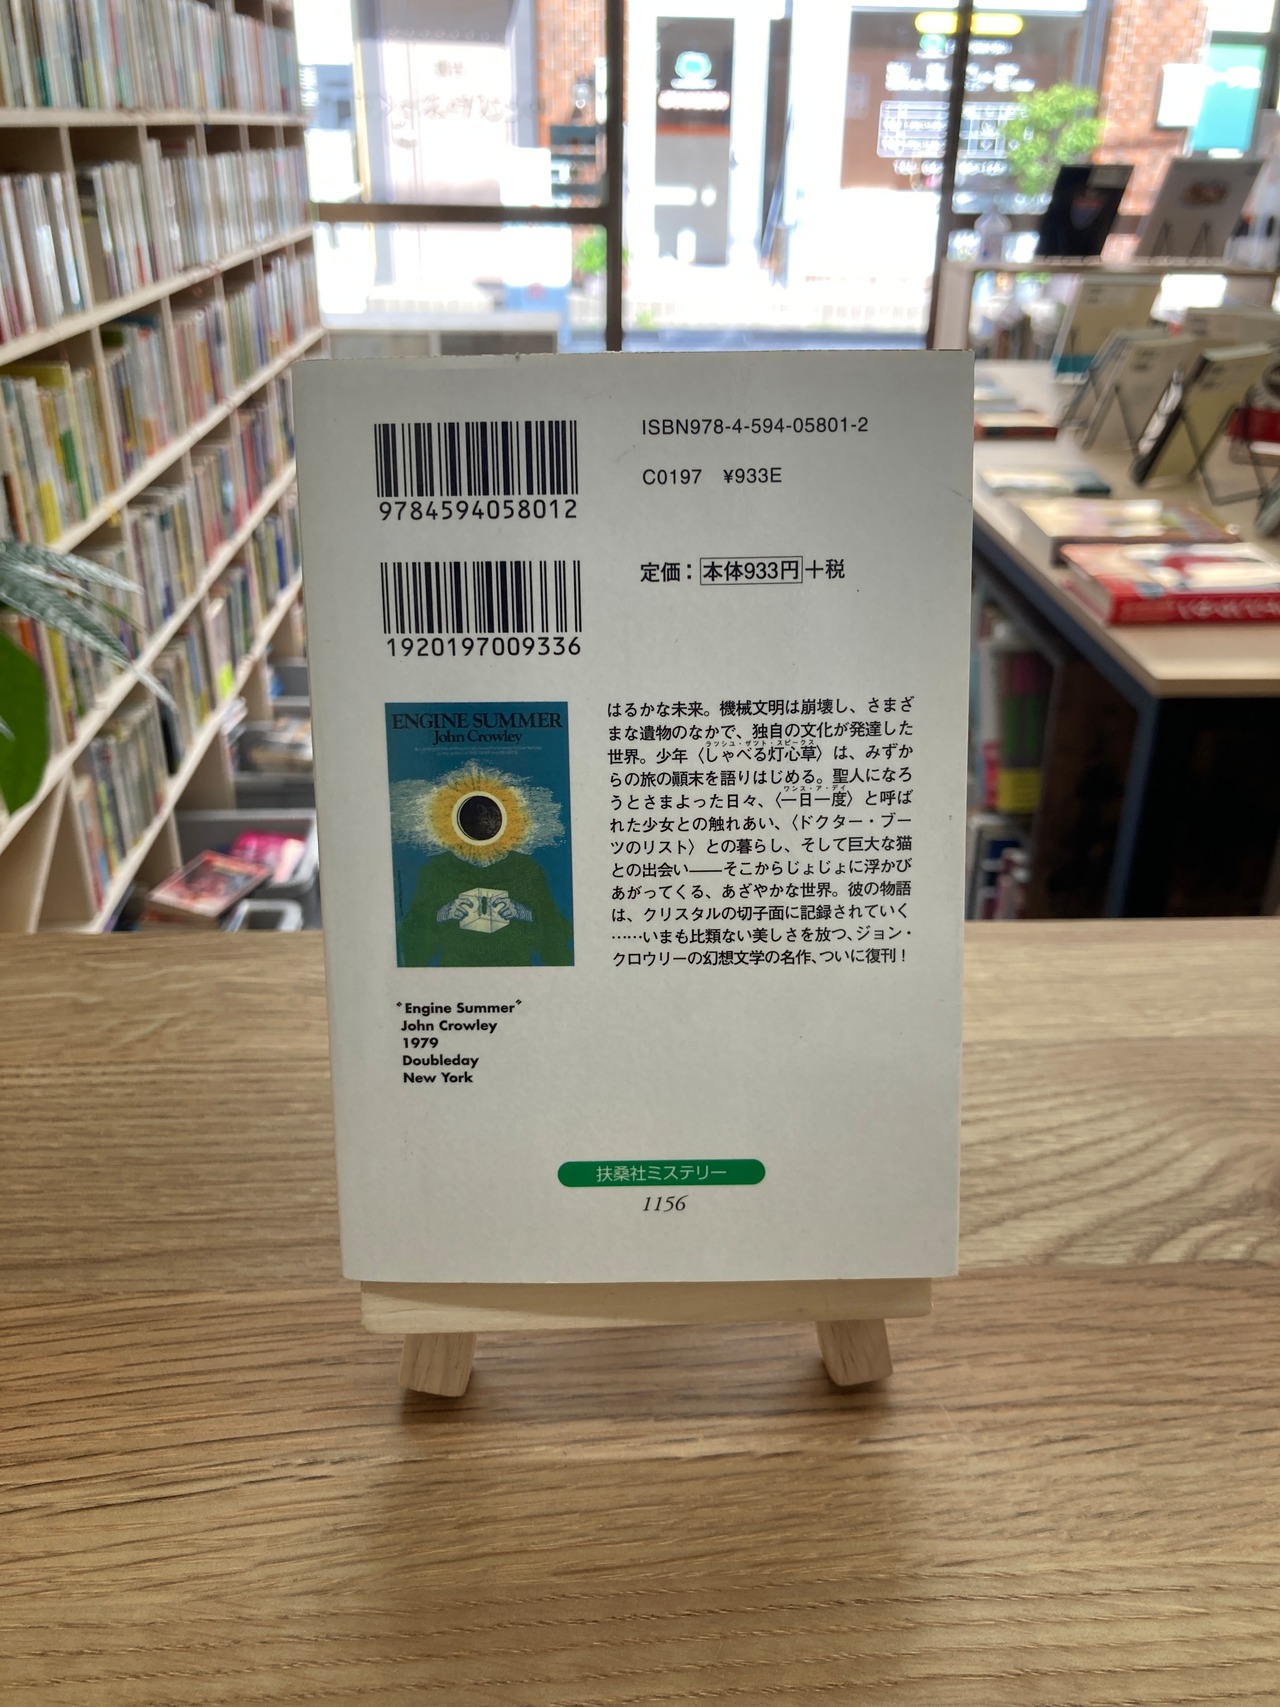 ISBN978-4-594-05801-2
C0197 ¥933E
9784594058012
定価：本体933円＋税
1920197009336
ENGINE SUMMER
John Crowley
はるかな未来。機械文明は崩壊し、さまざ
まな遺物のなかで、独自の文化が発達した
ラッシュ・ザット・スピークス
世界。少年〈しゃべる灯心草〉は、みずか
らの旅の顚末を語りはじめる。聖人になろ
ワンス・ア・デイ
うとさまよった日々、〈一日一度〉と呼ば
れた少女との触れあい、〈ドクター・ブー
ツのリスト〉との暮らし、そして巨大な猫
との出会い――そこからじょじょに浮かび
あがってくる、あざやかな世界。彼の物語
は、クリスタルの切子面に記録されていく
……いまも比類ない美しさを放つ、ジョン・
クロウリーの幻想文学の名作、ついに復刊！
"Engine Summer"
John Crowley
1979
Doubleday
New York
扶桑社ミステリー
1156